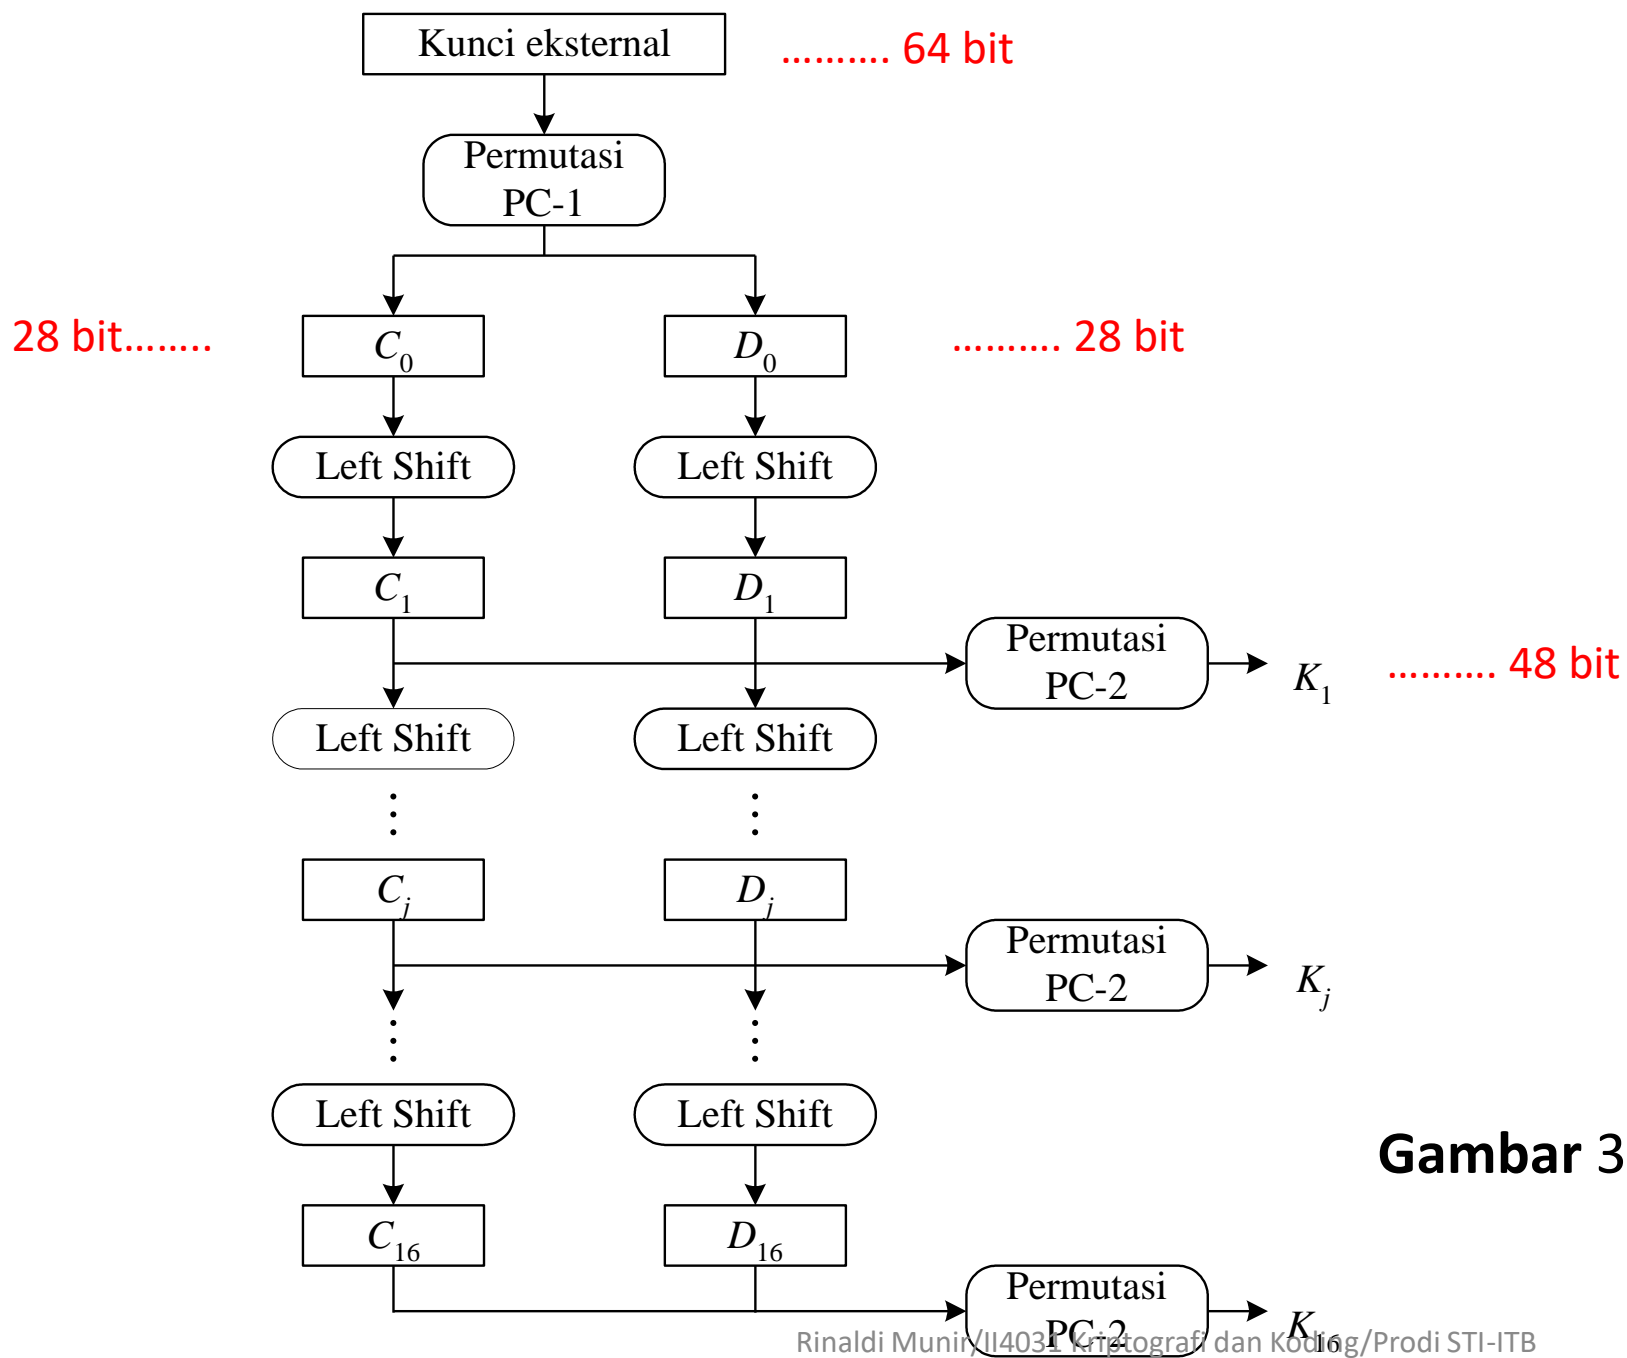 Kunci eksternal
.......... 64 bit
Permutasi
PC-1
28 bit........
C0
D0
.......... 28 bit
Left Shift
Left Shift
C1
D1
Permutasi
PC-2
K1
.......... 48 bit
Left Shift
Left Shift
Cj
Dj
Permutasi
PC-2
Kj
Left Shift
Left Shift
Gambar 3
C16
D16
Permutasi
PC-2
K16
Rinaldi Munir/II4031 Kriptografi dan Koding/Prodi STI-ITB